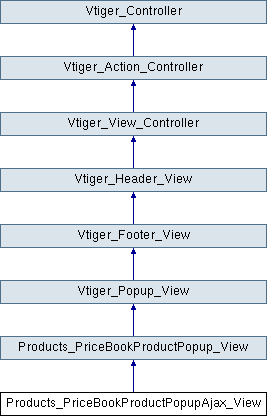 Vtiger_Controller
Vtiger_Action_Controller
Vtiger_View_Controller
Vtiger_Header_View
Vtiger_Footer_View
Vtiger_Popup_View
Products_PriceBookProductPopup_View
Products_PriceBookProductPopupAjax_View